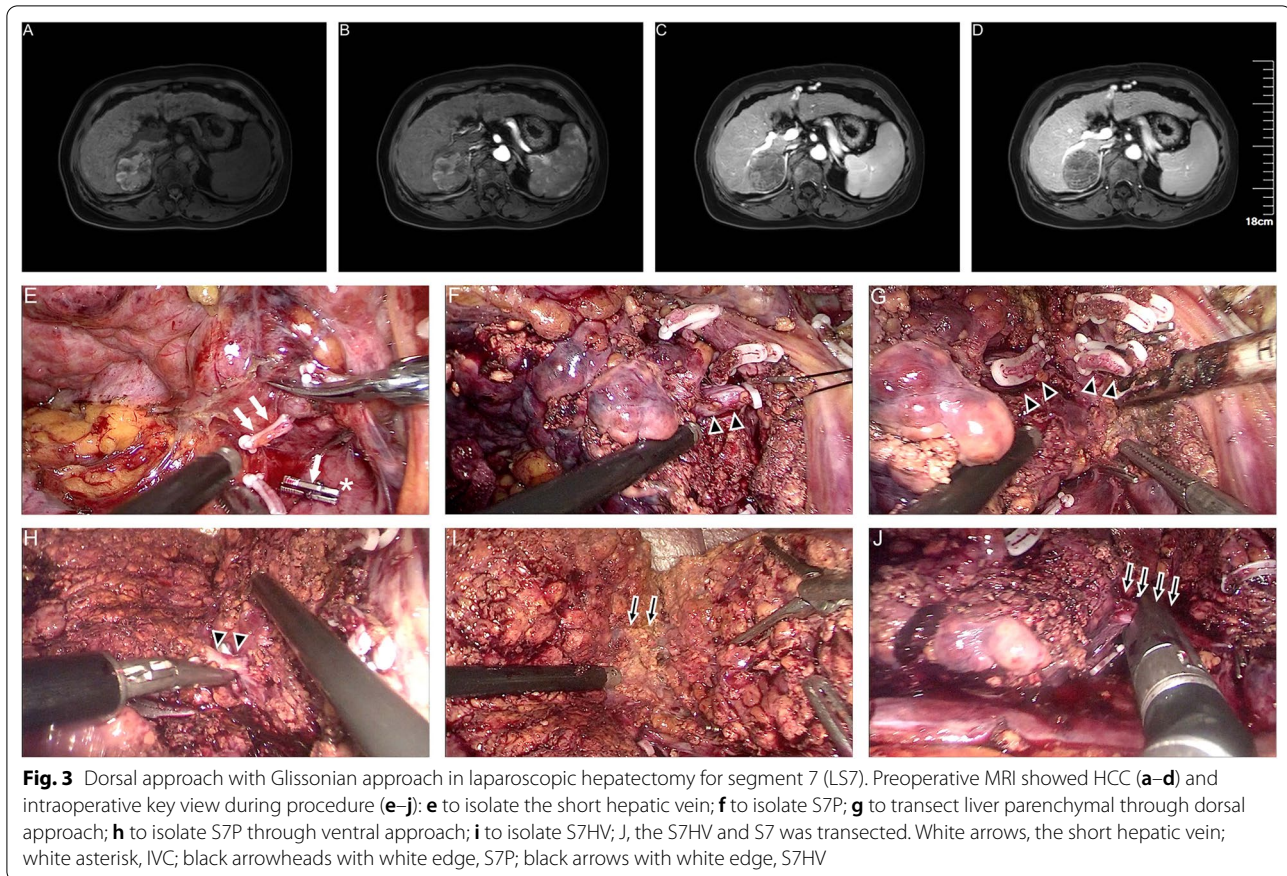 A
B
C
D
18cm
E
*
F
G
H
H
I
J
Fig. 3 Dorsal approach with Glissonian approach in laparoscopic hepatectomy for segment 7 (LS7). Preoperative MRI showed HCC (a–d) and
intraoperative key view during procedure (e–j): e to isolate the short hepatic vein; f to isolate S7P; g to transect liver parenchymal through dorsal
approach; h to isolate S7P through ventral approach; i to isolate S7HV; J, the S7HV and S7 was transected. White arrows, the short hepatic vein;
white asterisk, IVC; black arrowheads with white edge, S7P; black arrows with white edge, S7HV